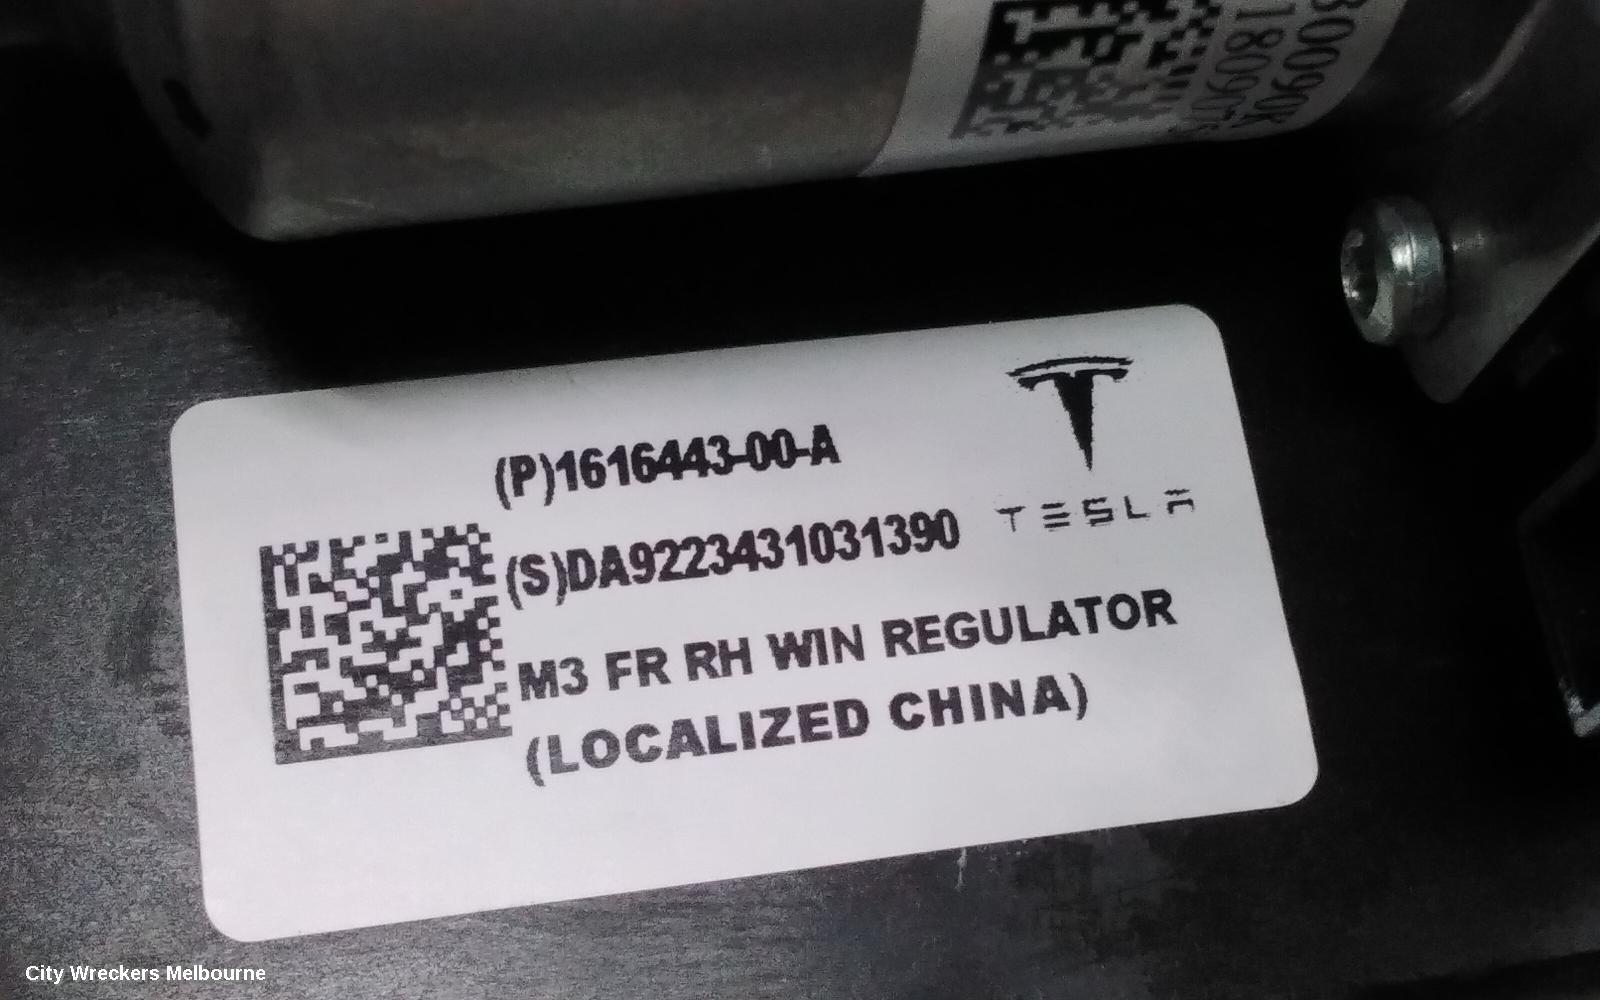 (P)1616443-00-A
TESLA
(S)DA9223431031390
M3 FR RH WIN REGULATOR
(LOCALIZED CHINA)
City Wreckers Melbourne